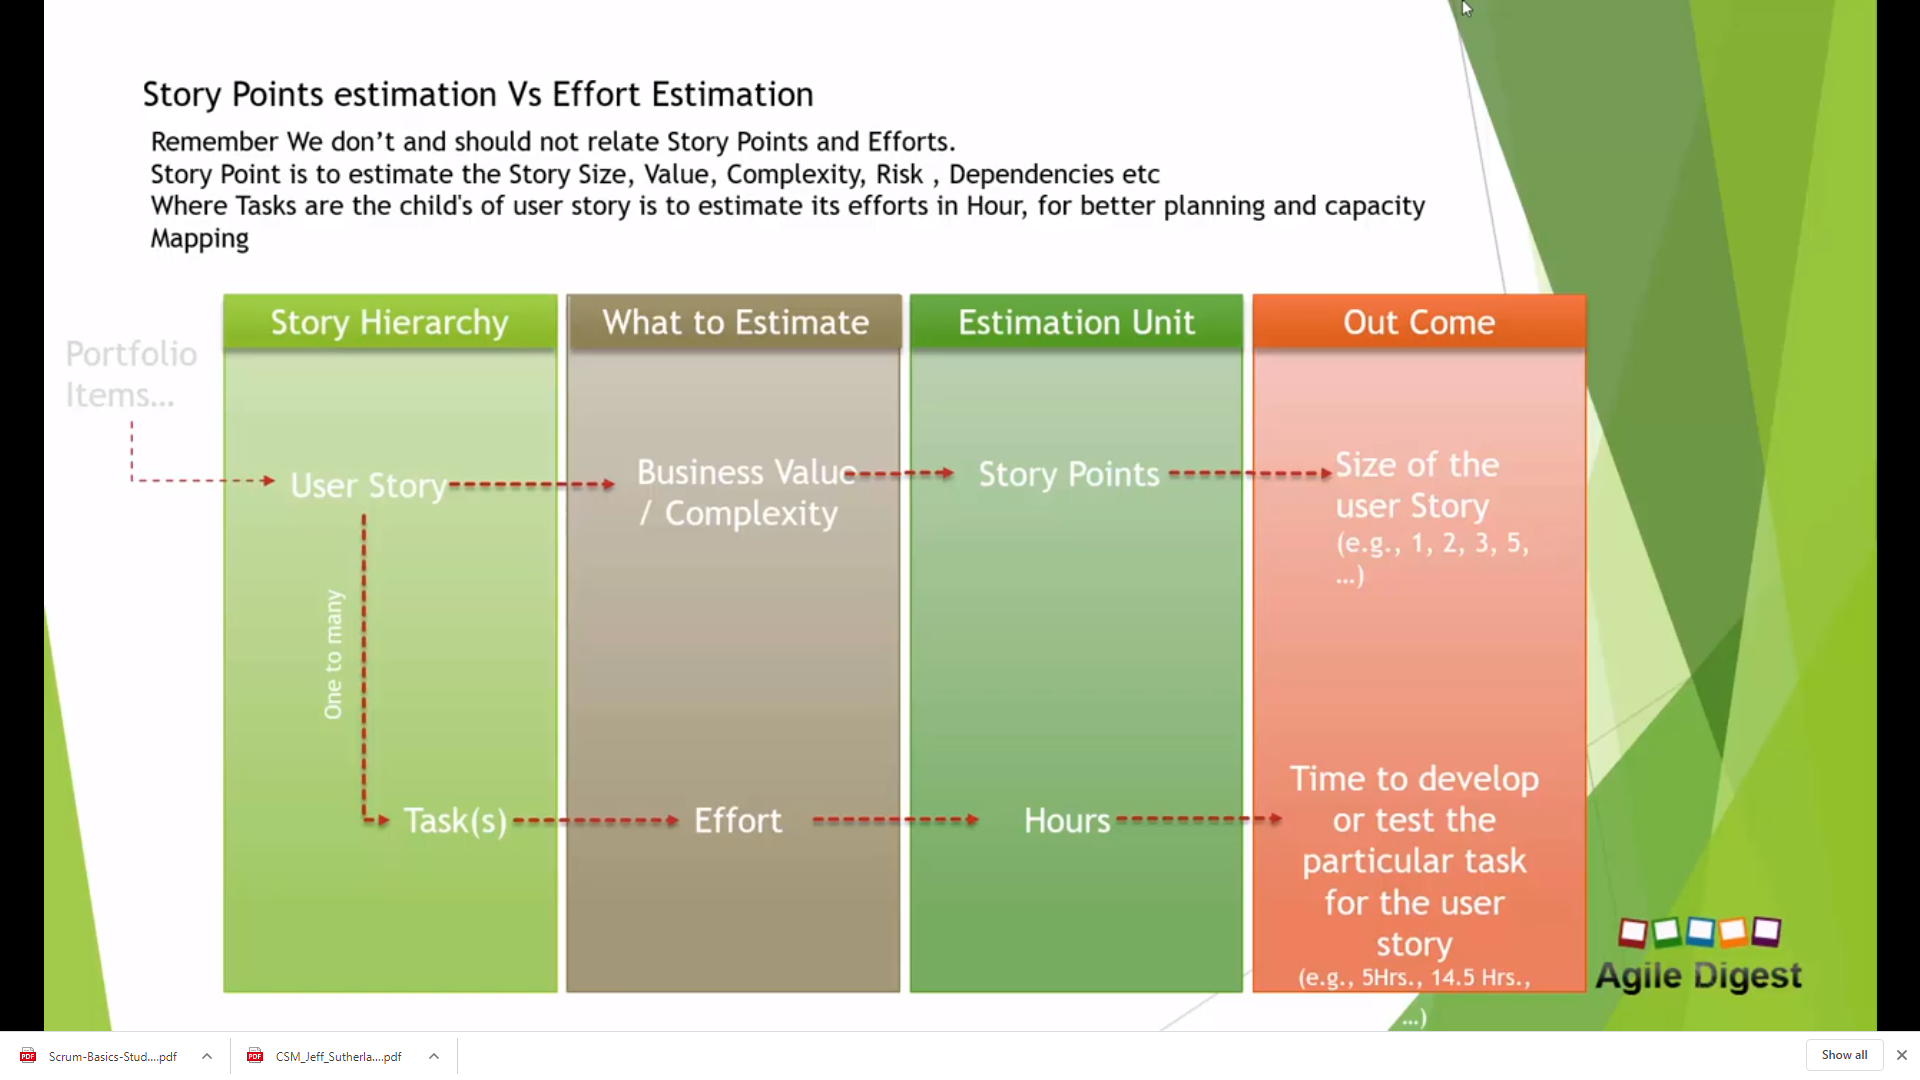 Story Points estimation Vs Effort Estimation
Remember We don’t and should not relate Story Points and Efforts.
Story Point is to estimate the Story Size, Value, Complexity, Risk , Dependencies etc
Where Tasks are the child's of user story is to estimate its efforts in Hour, for better planning and capacity
Mapping
Portfolio
Items...
Story Hierarchy
What to Estimate
Estimation Unit
Out Come
User Story
Business Value
/ Complexity
Story Points
Size of the
user Story
(e.g., 1, 2, 3, 5,
...)
One to many
Task(s)
Effort
Hours
Time to develop
or test the
particular task
for the user
story
(e.g., 5Hrs., 14.5 Hrs.,
...)
Agile Digest
Scrum-Basics-Stud....pdf
CSM_Jeff_Sutherla....pdf
Show all